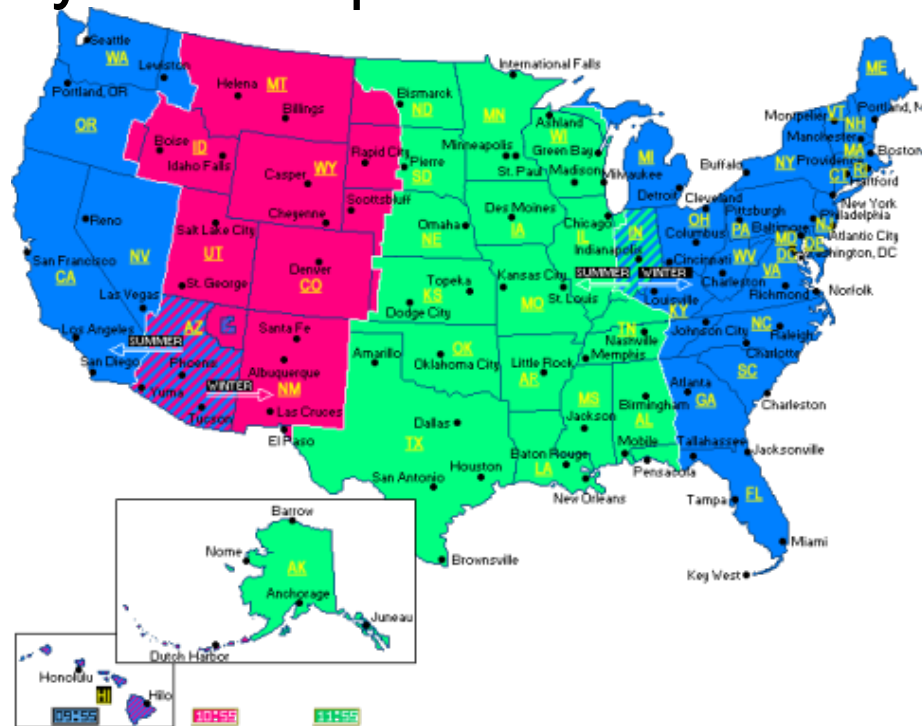 Seattle
WA
Lewiston
Portland, OR
OR
Helena
MT
Billings
Boise
ID
Idaho Falls
WY
Casper
Cheyenne
Bismarck
ND
Rapid City
Pierre
SD
Scottsbluff
International Falls
MN
Minneapolis
St. Paul
Ashland
WI
Green Bay
Madison
Milwaukee
MI
Detroit
ME
Montpelier
VT
NH
Portland, M
Manchester
MA
Boston
Buffalo
NY
Providence
CT
RI
Hartford
New York
Cleveland
OH
Columbus
Pittsburgh
PA
Philadelphia
NJ
Baltimore
MD
DE
Atlantic City
DC
Washington, DC
Reno
NV
San Francisco
CA
Salt Lake City
UT
St. George
Denver
CO
Omaha
NE
Des Moines
IA
Chicago
IL
IN
Indianapolis
Cincinnati
WV
Charleston
VA
Richmond
Norfolk
Topeka
KS
Dodge City
Kansas City
MO
St. Louis
SUMMER
WINTER
Louisville
KY
Las Vegas
Los Angeles
San Diego
SUMMER
AZ
Phoenix
WINTER
Yuma
Tucson
Santa Fe
Albuquerque
NM
Las Cruces
El Paso
Amarillo
OK
Oklahoma City
Little Rock
AR
TN
Nashville
Memphis
Johnson City
NC
Raleigh
Charlotte
SC
Charleston
Atlanta
GA
MS
Jackson
Birmingham
AL
Mobile
Pensacola
Tallahassee
Jacksonville
Dallas
TX
San Antonio
Houston
Baton Rouge
LA
New Orleans
Brownsville
Tampa
FL
Miami
Key West
Barrow
Nome
AK
Anchorage
Juneau
Dutch Harbor
Honolulu
HI
Hilo
09:55
10:55
11:55